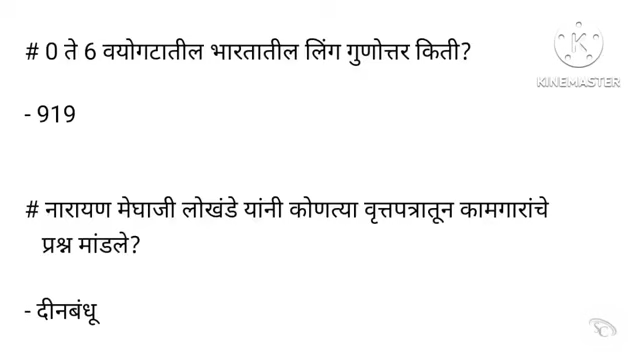 # 0 ते 6 वयोगटातील भारतातील लिंग गुणोत्तर किती?
KINEMASTER
- 919
# नारायण मेघाजी लोखंडे यांनी कोणत्या वृत्तपत्रातून कामगारांचे
प्रश्न मांडले?
- दीनबंधू